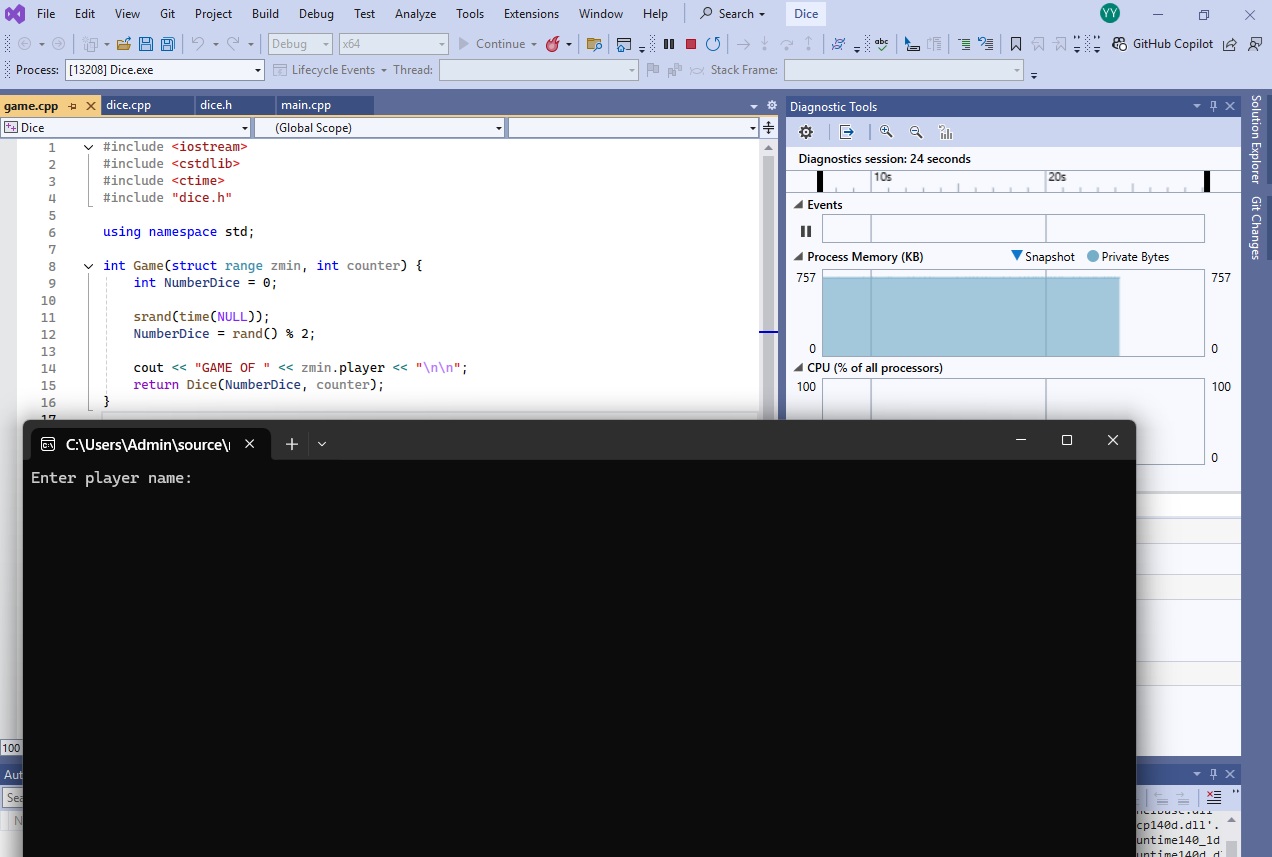 File Edit View Git Project Build Debug Test Analyze Tools Extensions Window Help Search Dice YY
Debug x64 Continue abc GitHub Copilot
Process: [13208] Dice.exe Lifecycle Events Thread: Stack Frame:
game.cpp dice.cpp dice.h main.cpp
Dice (Global Scope)
1 #include <iostream>
2 #include <cstdlib>
3 #include <ctime>
4 #include "dice.h"
5
6 using namespace std;
7
8 int Game(struct range zmin, int counter) {
9 int NumberDice = 0;
10
11 srand(time(NULL));
12 NumberDice = rand() % 2;
13
14 cout << "GAME OF " << zmin.player << "\n\n";
15 return Dice(NumberDice, counter);
16 }
17
Diagnostic Tools
Diagnostics session: 24 seconds
10s 20s
Events
Process Memory (KB) Snapshot Private Bytes
757 757
0 0
CPU (% of all processors)
100 100
0
Solution Explorer
Git Changes
C:\Users\Admin\source\
Enter player name:
100
Aut
Sea
N
cp140d.dll'.
untime140_1d
untime140d.d